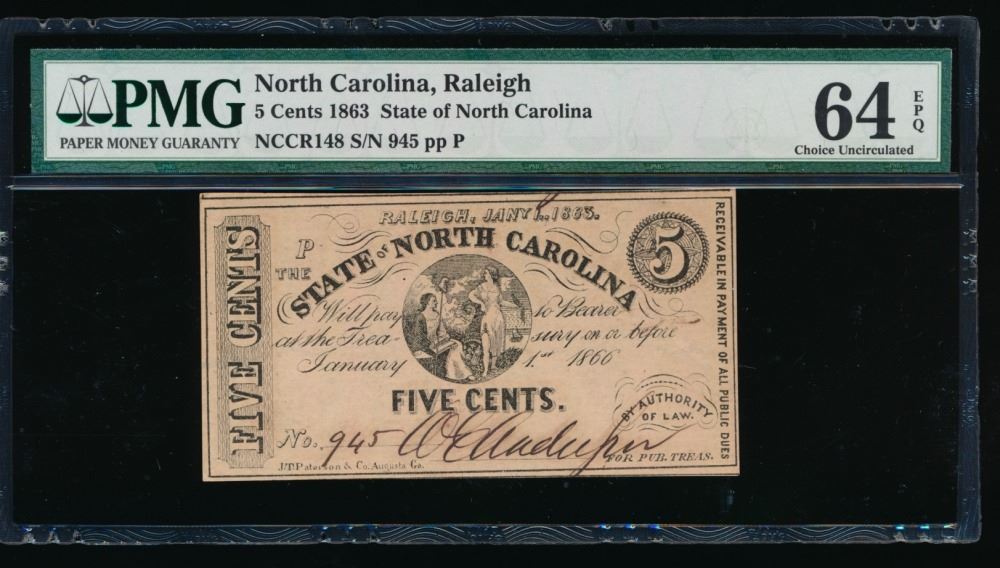 PMG
PAPER MONEY GUARANTY
North Carolina, Raleigh
5 Cents 1863 State of North Carolina
NCCR148 S/N 945 pp P
64
EPQ
Choice Uncirculated
RALEIGH, JANY 1, 1863.
P
THE
STATE OF NORTH CAROLINA
5
FIVE CENTS
RECEIVABLE IN PAYMENT OF ALL PUBLIC DUES
Will pay to Bearer
at the Treasury on or before
January 1st 1866
FIVE CENTS.
BY AUTHORITY
OF LAW.
No. 945
FOR PUB. TREAS.
J.T. Paterson & Co. Augusta Ga.